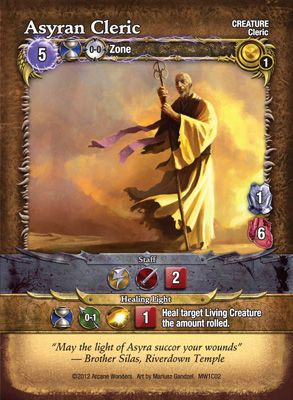 Asyran Cleric
CREATURE
Cleric
5
0-0 Zone
1
1
6
Staff
2
Healing Light
0-1
1
Heal target Living Creature
the amount rolled.
"May the light of Asyra succor your wounds"
— Brother Silas, Riverdown Temple
©2012 Arcane Wonders. Art by Mariusz Gandzel. MW1C02